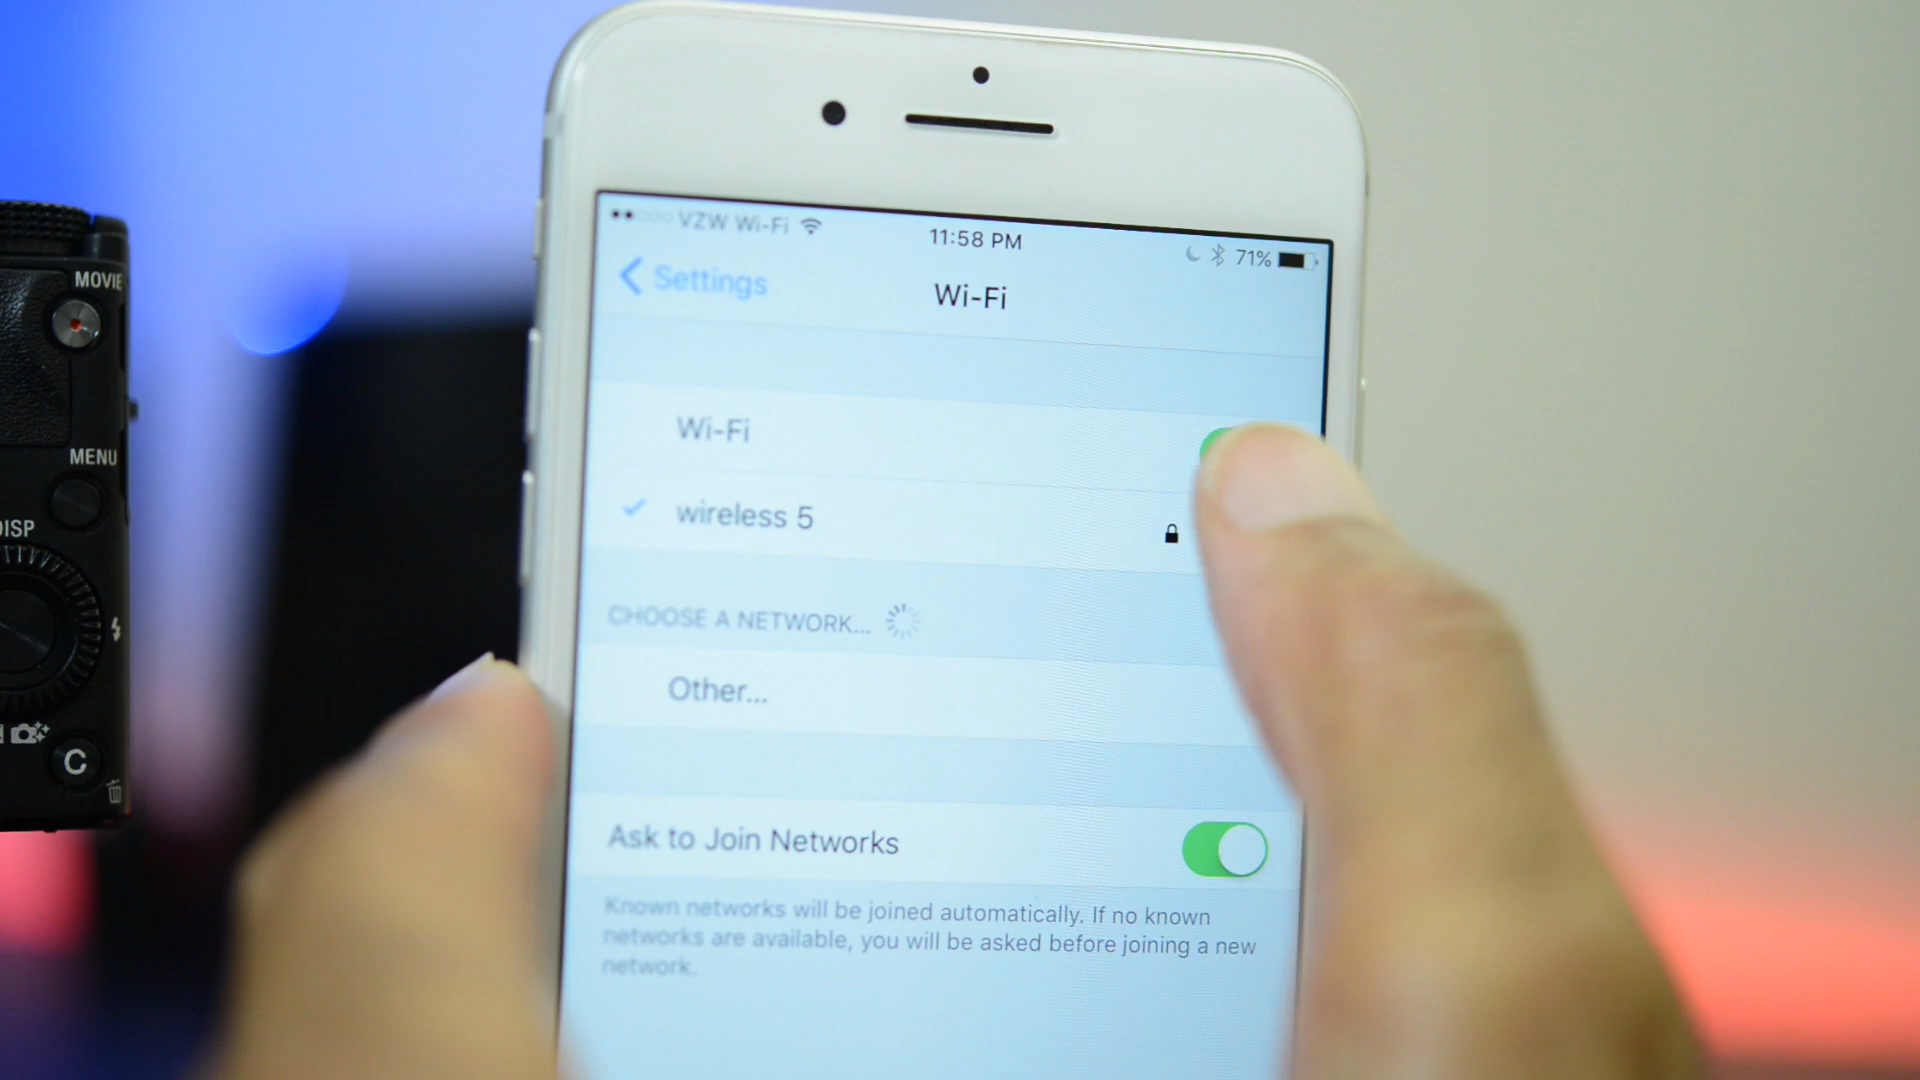 VZW Wi-Fi
11:58 PM
71%
Settings
Wi-Fi
Wi-Fi
wireless 5
CHOOSE A NETWORK...
Other...
Ask to Join Networks
Known networks will be joined automatically. If no known
networks are available, you will be asked before joining a new
network.
MOVIE
MENU
DISP
C